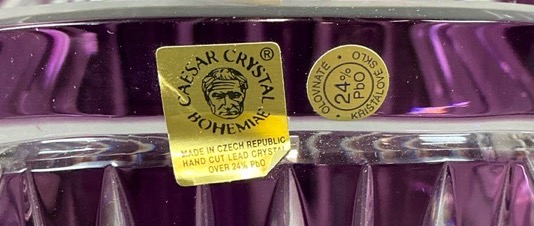 CAESAR CRYSTAL ®
BOHEMIAE
MADE IN CZECH REPUBLIC
HAND CUT LEAD CRYSTAL
OVER 24% PbO
OLOVNATÉ •
24%
PbO
KŘIŠŤÁLOVÉ SKLO •